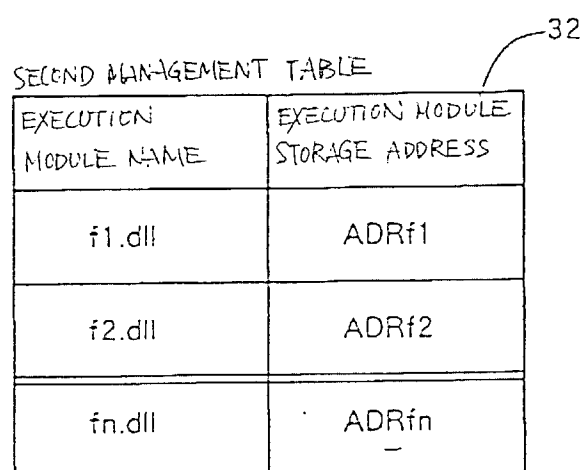 32
SECOND MANAGEMENT TABLE
EXECUTION MODULE NAME
EXECUTION MODULE STORAGE ADDRESS
f1.dll ADRf1
f2.dll ADRf2
fn.dll ADRfn